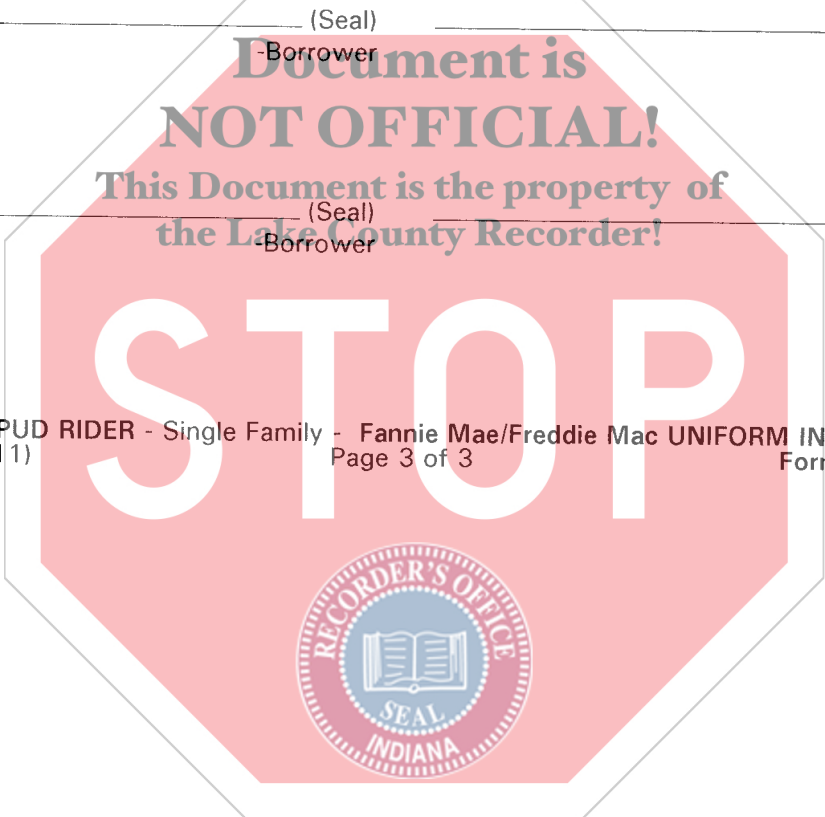 (Seal)
-Borrower
Document is
NOT OFFICIAL!
This Document is the property of
(Seal)
the Lake County Recorder!
-Borrower
STOP
PUD RIDER - Single Family - Fannie Mae/Freddie Mac UNIFORM IN
11)
Page 3 of 3
RECORDER'S OFFICE
SEAL
INDIANA